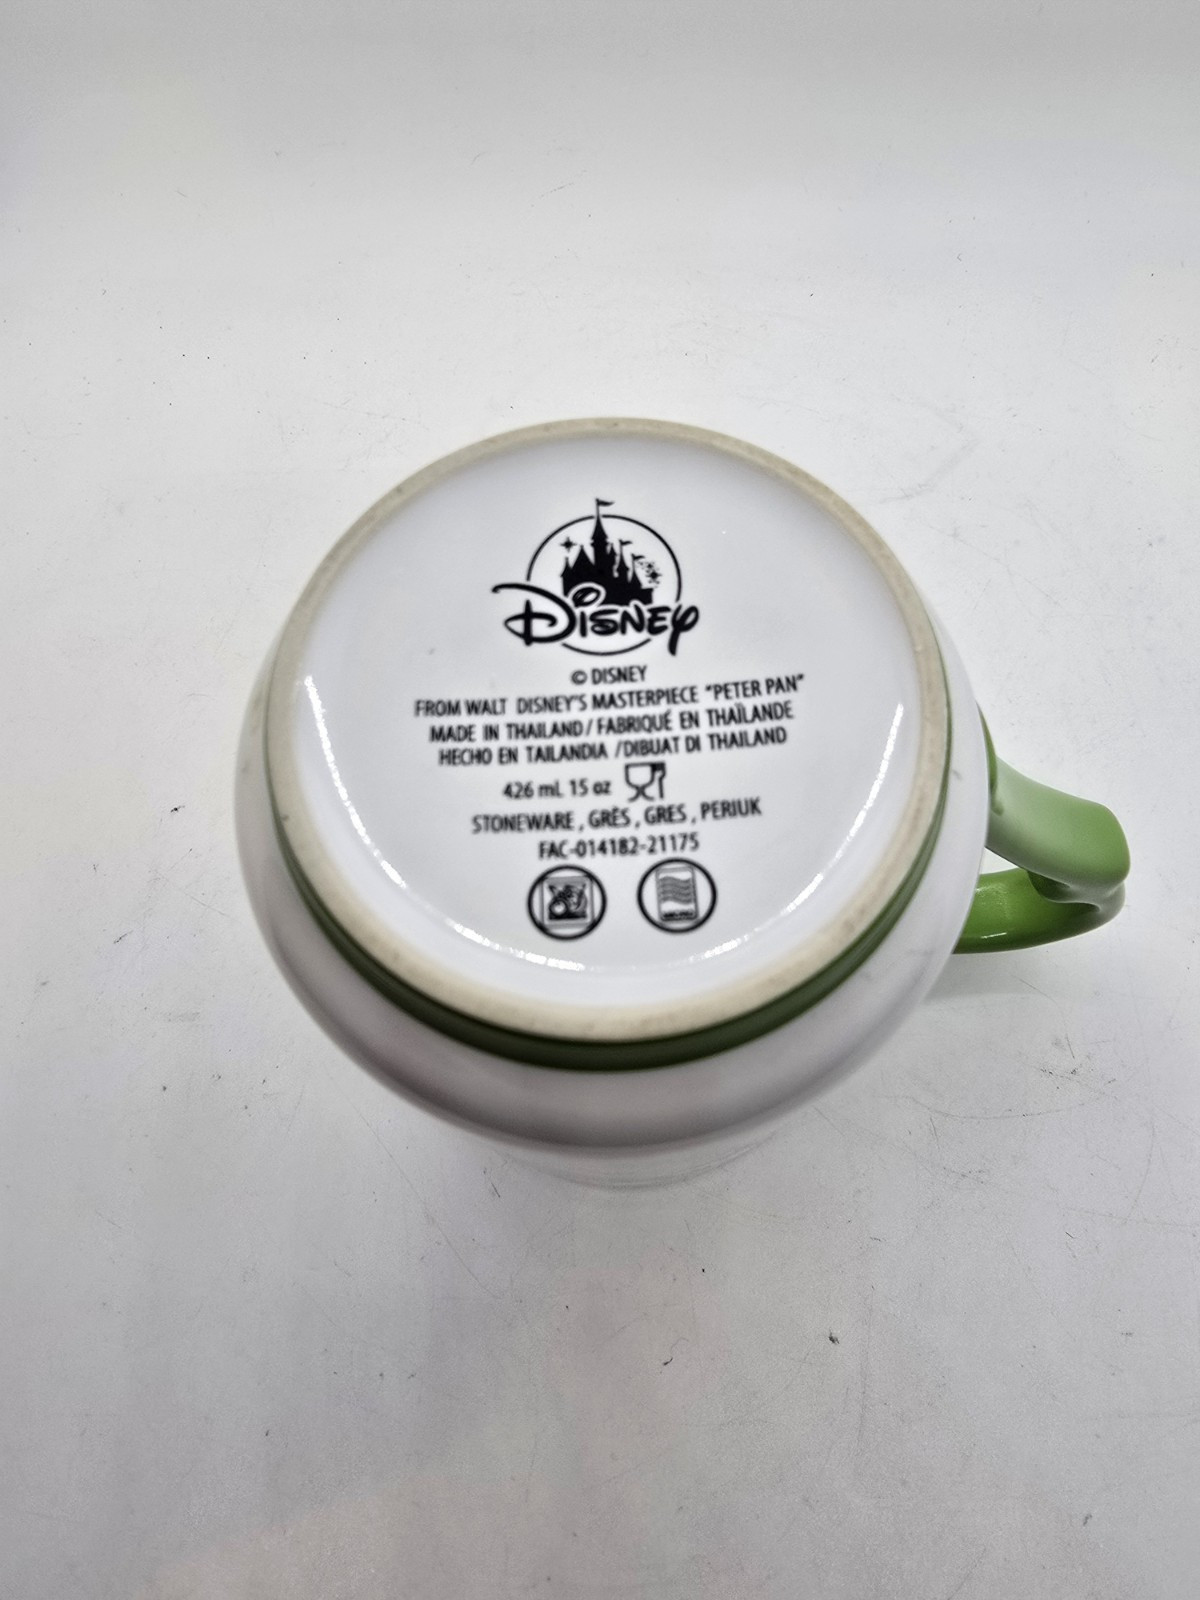 Disney
© DISNEY
FROM WALT DISNEY'S MASTERPIECE "PETER PAN"
MADE IN THAILAND / FABRIQUÉ EN THAÏLANDE
HECHO EN TAILANDIA / DIBUAT DI THAILAND
426 mL 15 oz
STONEWARE , GRÈS , GRES , PERIUK
FAC-014182-21175